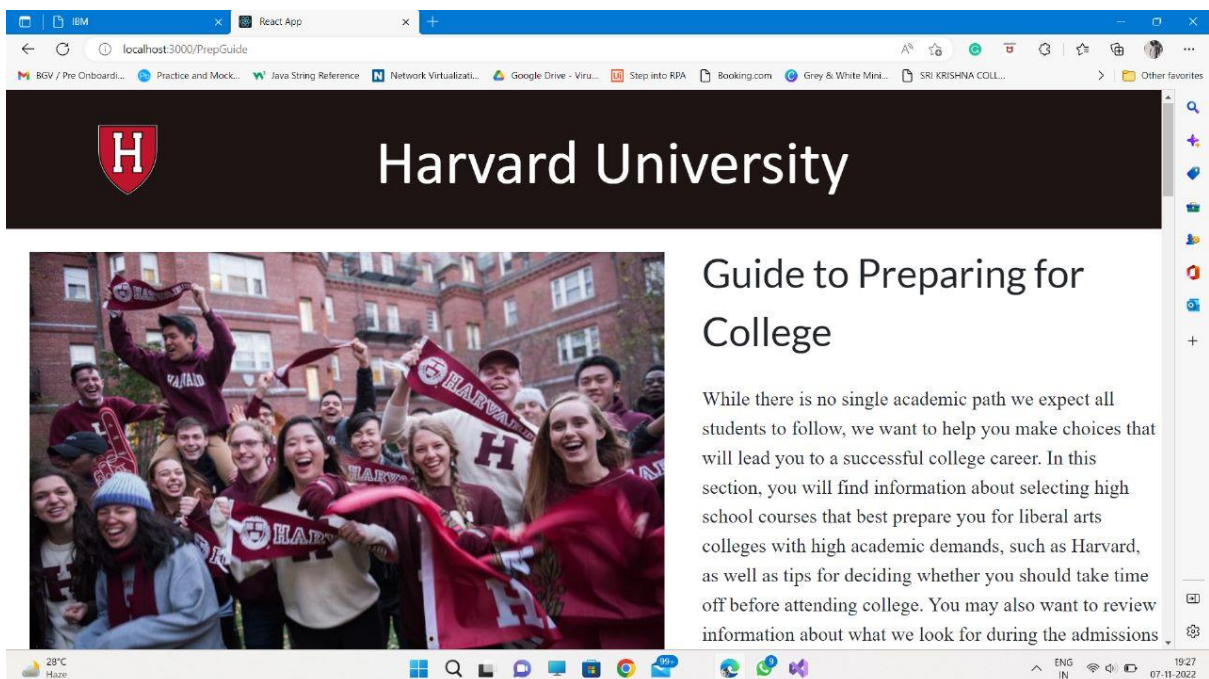 IBM
React App
localhost:3000/PrepGuide
BGV / Pre Onboardi...
Practice and Mock...
Java String Reference
Network Virtualizati...
Google Drive - Viru...
Step into RPA
Booking.com
Grey & White Mini...
SRI KRISHNA COLL...
Other favorites
H
Harvard University
HARVARD
HARVARD
HARVARD
H
HARVARD
Guide to Preparing for
College
While there is no single academic path we expect all
students to follow, we want to help you make choices that
will lead you to a successful college career. In this
section, you will find information about selecting high
school courses that best prepare you for liberal arts
colleges with high academic demands, such as Harvard,
as well as tips for deciding whether you should take time
off before attending college. You may also want to review
information about what we look for during the admissions
28°C
Haze
99+
9
ENG
IN
19:27
07-11-2022